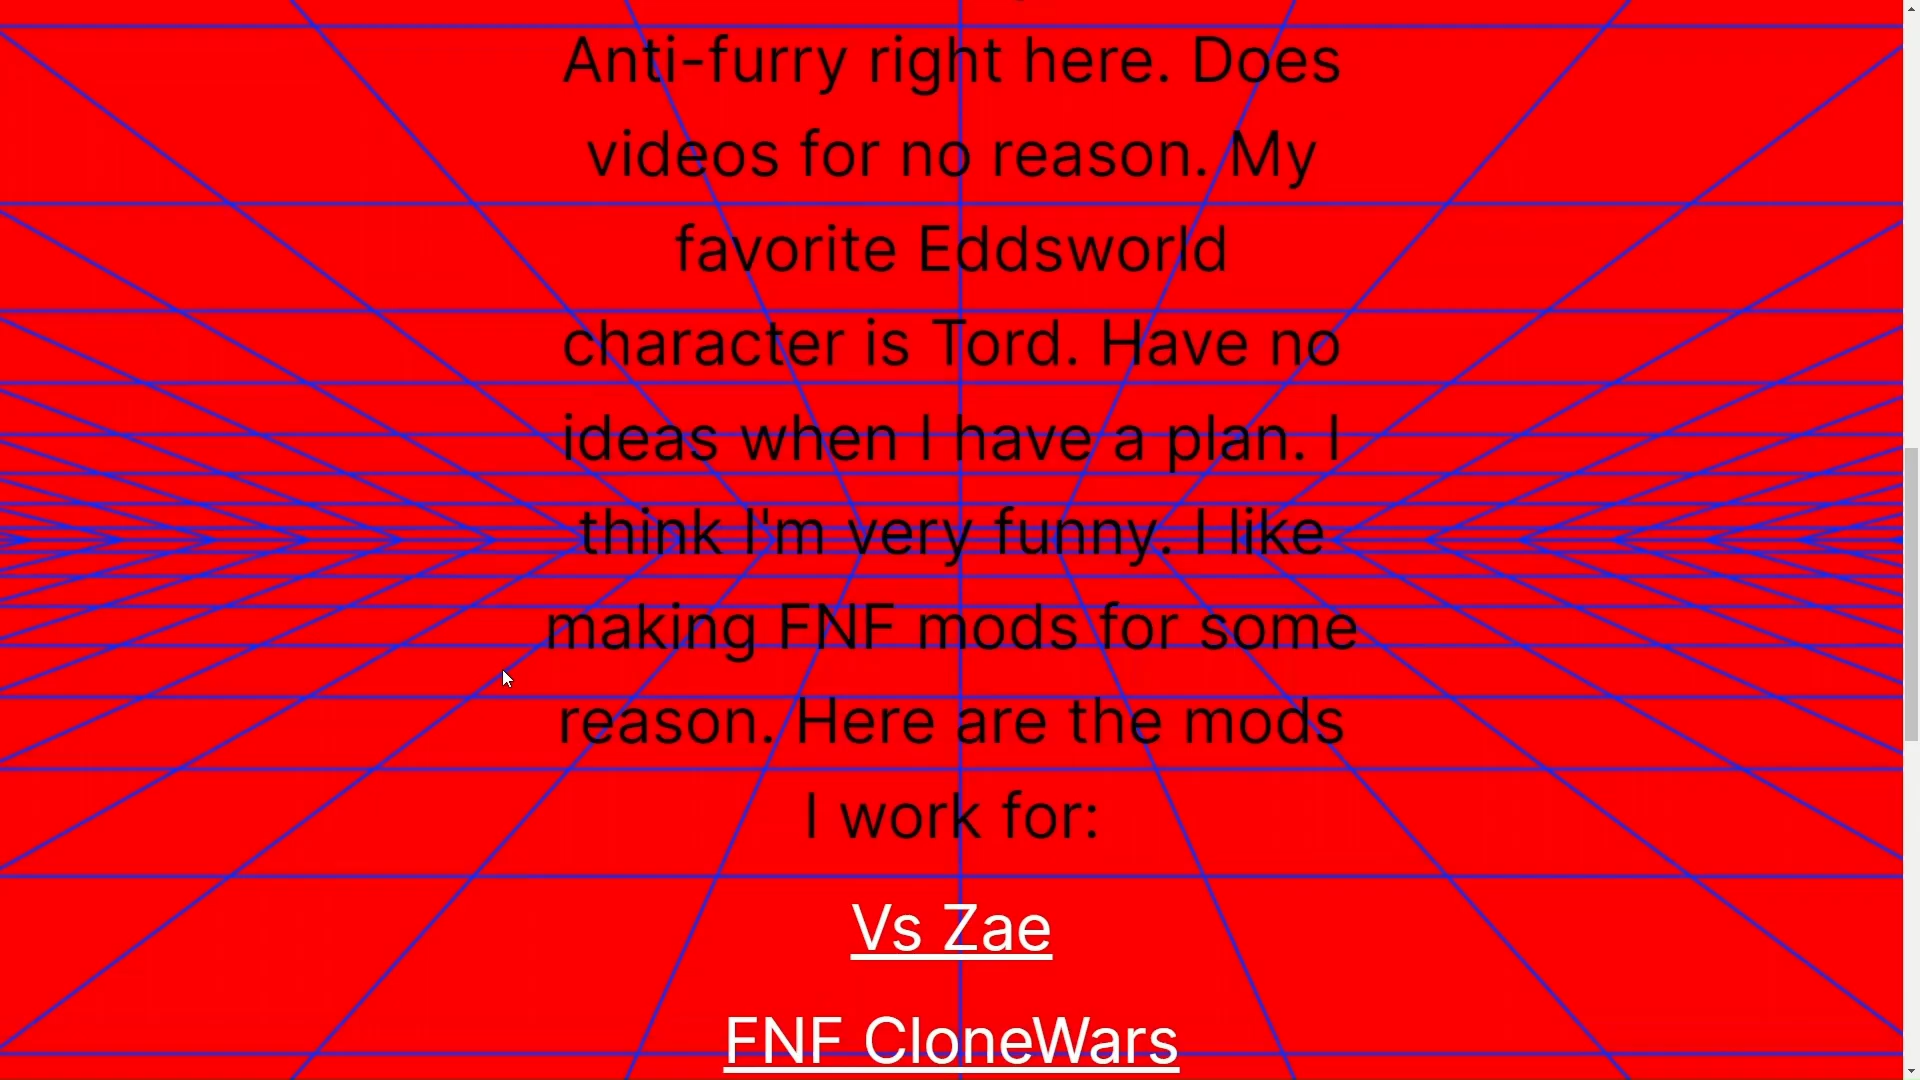 Anti-furry right here. Does
videos for no reason. My
favorite Eddsworld
character is Tord. Have no
ideas when I have a plan. I
think I'm very funny. I like
making FNF mods for some
reason. Here are the mods
I work for:
Vs Zae
FNF CloneWars